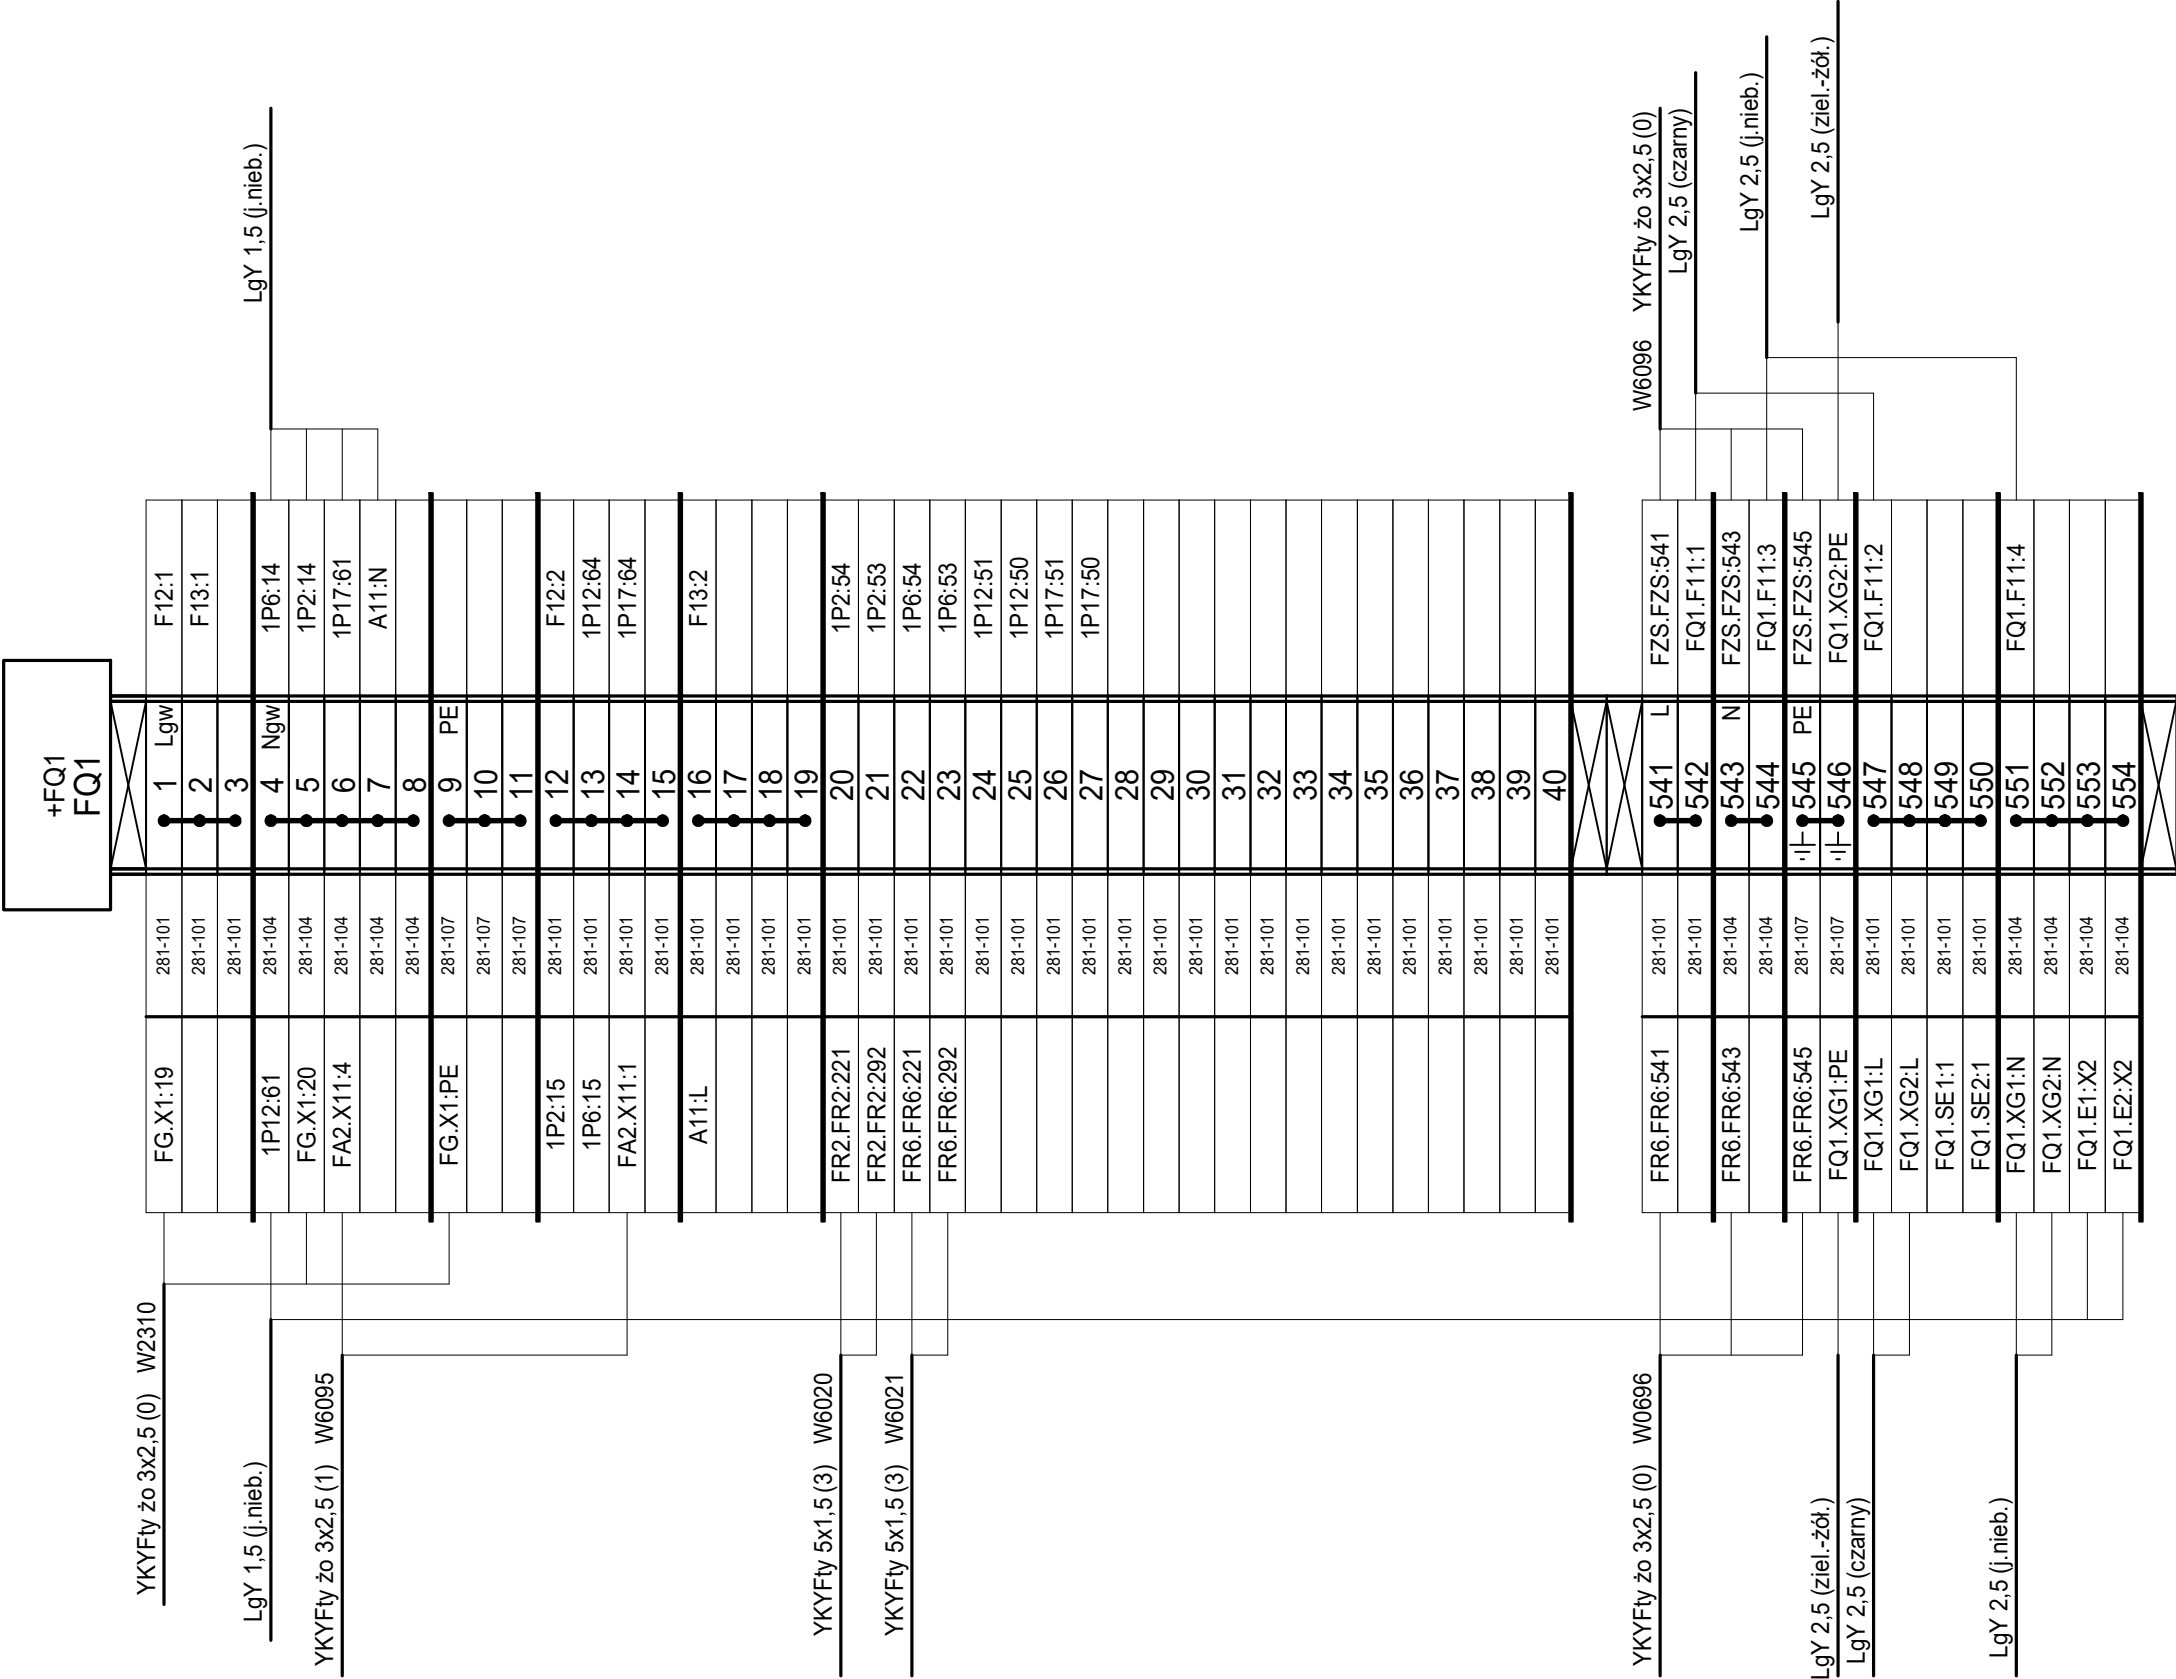 +FQ1
FQ1
LgY 1,5 (j.nieb.)
W6096 YKYFty żo 3x2,5 (0)
LgY 2,5 (czarny)
LgY 2,5 (j.nieb.)
LgY 2,5 (ziel.-żół.)
FG.X1:19 281-101 1 Lgw F12:1
281-101 2 F13:1
281-101 3
1P12:61 281-104 4 Ngw 1P6:14
FG.X1:20 281-104 5 1P2:14
FA2.X11:4 281-104 6 1P17:61
281-104 7 A11:N
281-104 8
FG.X1:PE 281-107 9 PE
281-107 10
281-107 11
1P2:15 281-101 12 F12:2
1P6:15 281-101 13 1P12:64
FA2.X11:1 281-101 14 1P17:64
281-101 15
A11:L 281-101 16 F13:2
281-101 17
281-101 18
281-101 19
FR2.FR2:221 281-101 20 1P2:54
FR2.FR2:292 281-101 21 1P2:53
FR6.FR6:221 281-101 22 1P6:54
FR6.FR6:292 281-101 23 1P6:53
281-101 24 1P12:51
281-101 25 1P12:50
281-101 26 1P17:51
281-101 27 1P17:50
281-101 28
281-101 29
281-101 30
281-101 31
281-101 32
281-101 33
281-101 34
281-101 35
281-101 36
281-101 37
281-101 38
281-101 39
281-101 40
FR6.FR6:541 281-101 541 L FZS.FZS:541
281-101 542 FQ1.F11:1
FR6.FR6:543 281-104 543 N FZS.FZS:543
281-104 544 FQ1.F11:3
FR6.FR6:545 281-107 545 PE FZS.FZS:545
FQ1.XG1:PE 281-107 546 FQ1.XG2:PE
FQ1.XG1:L 281-101 547 FQ1.F11:2
FQ1.XG2:L 281-101 548
FQ1.SE1:1 281-101 549
FQ1.SE2:1 281-101 550
FQ1.XG1:N 281-104 551 FQ1.F11:4
FQ1.XG2:N 281-104 552
FQ1.E1:X2 281-104 553
FQ1.E2:X2 281-104 554
YKYFty żo 3x2,5 (0) W2310
LgY 1,5 (j.nieb.)
YKYFty żo 3x2,5 (1) W6095
YKYFty 5x1,5 (3) W6020
YKYFty 5x1,5 (3) W6021
YKYFty żo 3x2,5 (0) W0696
LgY 2,5 (ziel.-żół.)
LgY 2,5 (czarny)
LgY 2,5 (j.nieb.)